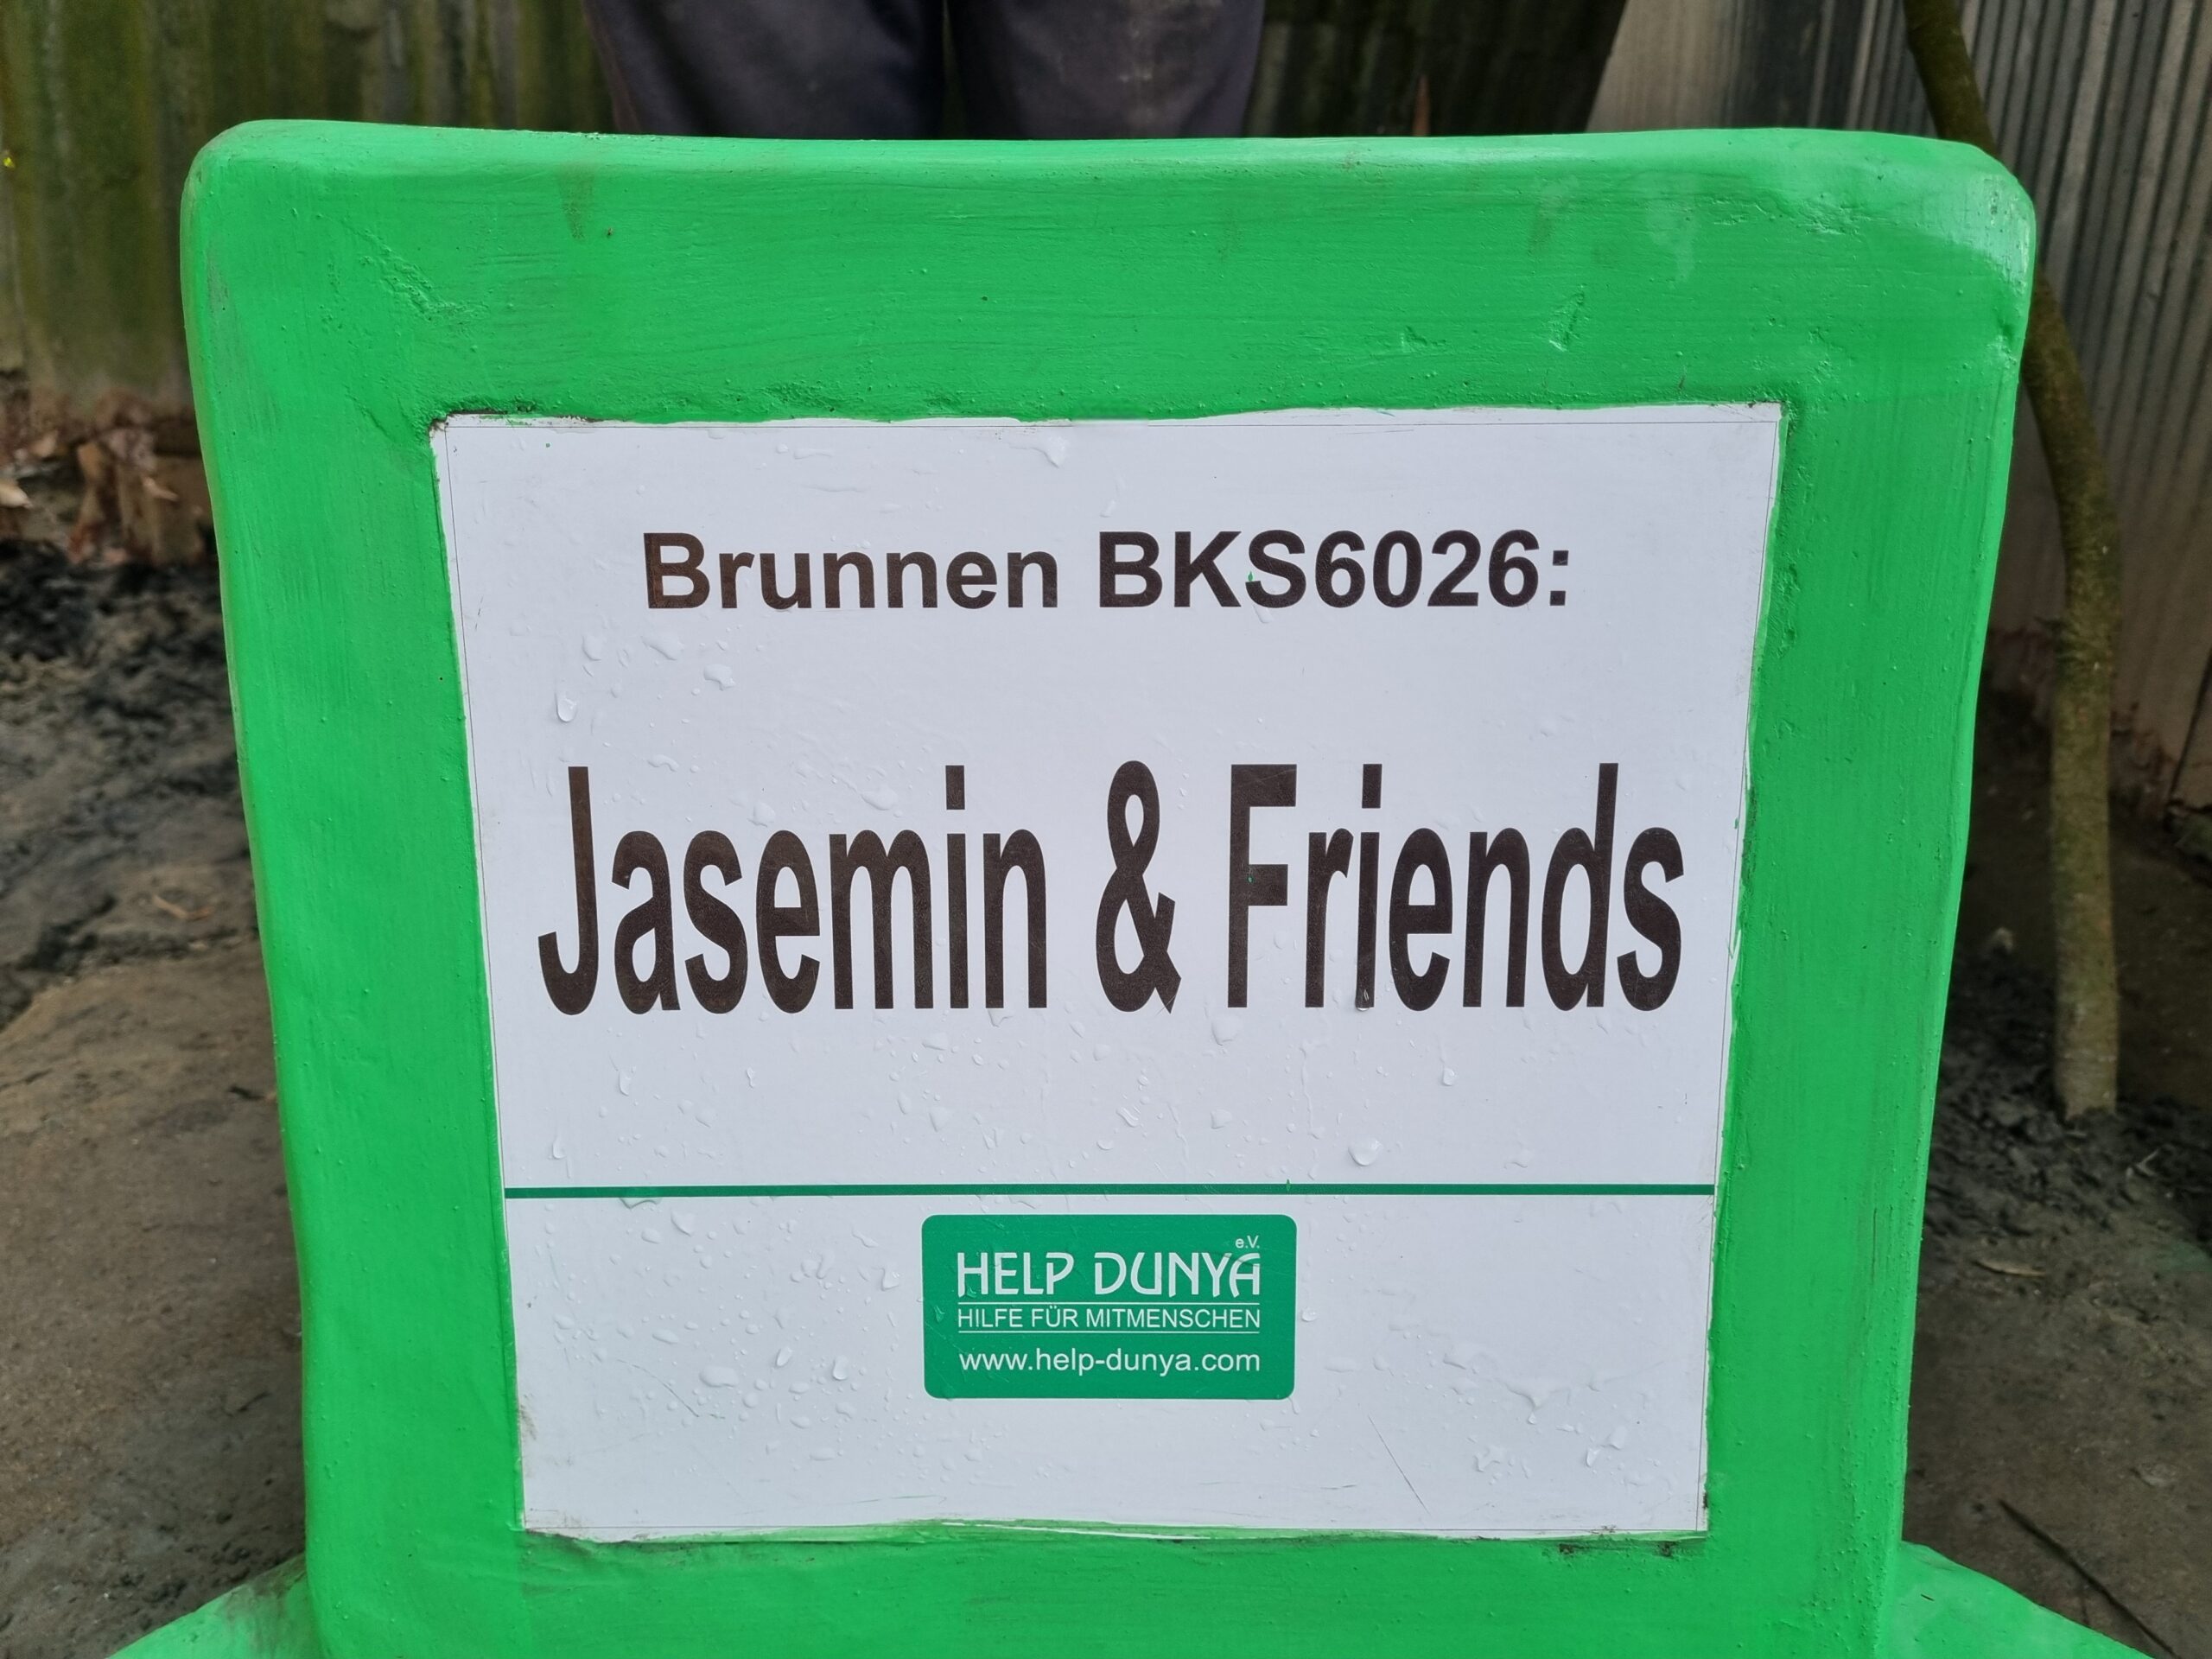 Brunnen BKS6026:
Jasemin & Friends
HELP DUNYA e.V.
HILFE FÜR MITMENSCHEN
www.help-dunya.com